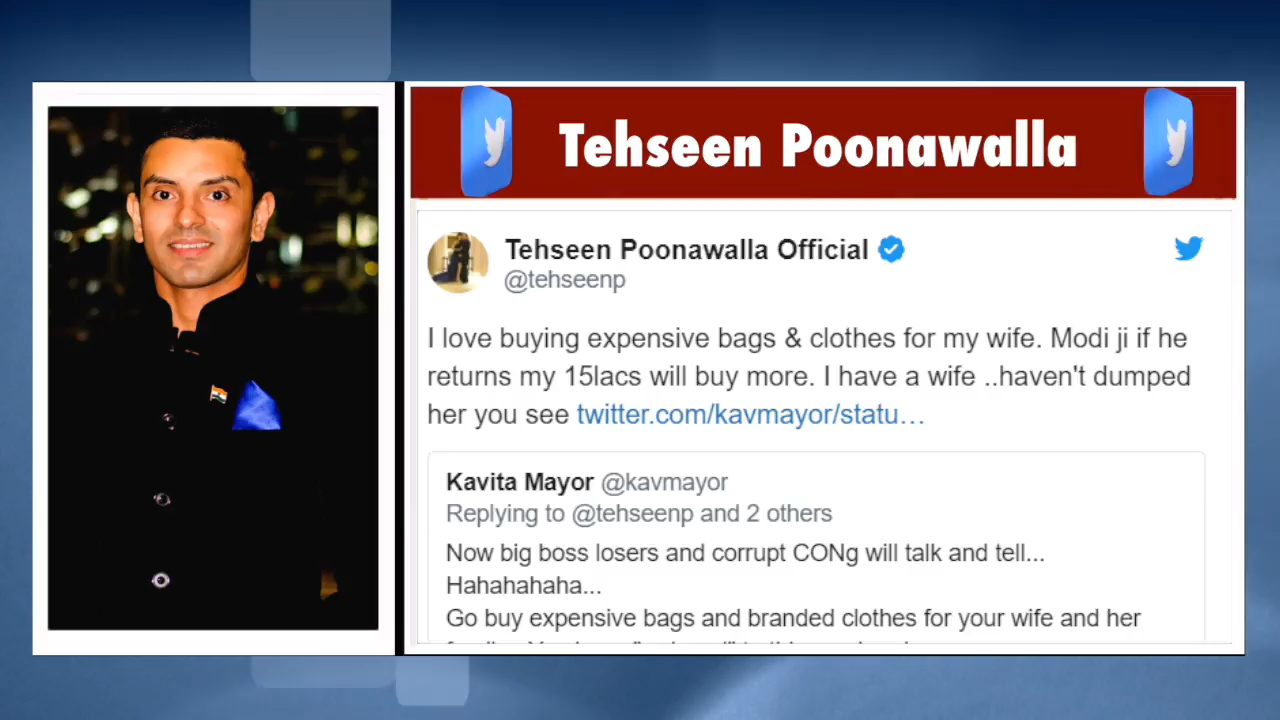 Tehseen Poonawalla
Tehseen Poonawalla Official
@tehseenp
I love buying expensive bags & clothes for my wife. Modi ji if he
returns my 15lacs will buy more. I have a wife ..haven't dumped
her you see twitter.com/kavmayor/statu…
Kavita Mayor @kavmayor
Replying to @tehseenp and 2 others
Now big boss losers and corrupt CONg will talk and tell...
Hahahahaha...
Go buy expensive bags and branded clothes for your wife and her